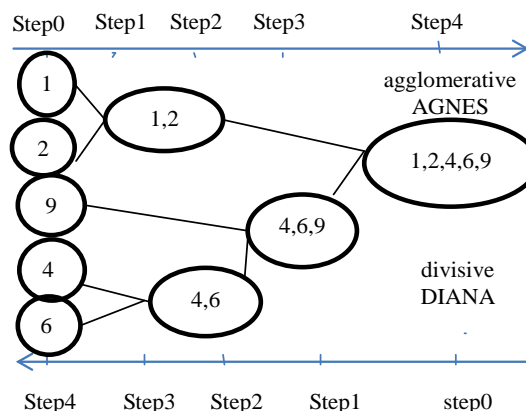 Step0 Step1 Step2 Step3 Step4
agglomerative
AGNES
1
1,2
2
1,2,4,6,9
9
4,6,9
4
4,6
6
divisive
DIANA
Step4 Step3 Step2 Step1 step0